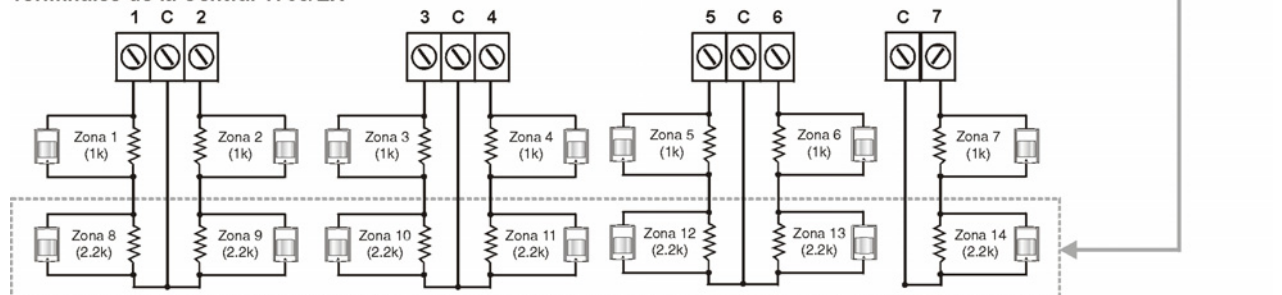 1 C 2 3 C 4 5 C 6 C 7
Zona 1 (1k)
Zona 2 (1k)
Zona 3 (1k)
Zona 4 (1k)
Zona 5 (1k)
Zona 6 (1k)
Zona 7 (1k)
Zona 8 (2.2k)
Zona 9 (2.2k)
Zona 10 (2.2k)
Zona 11 (2.2k)
Zona 12 (2.2k)
Zona 13 (2.2k)
Zona 14 (2.2k)